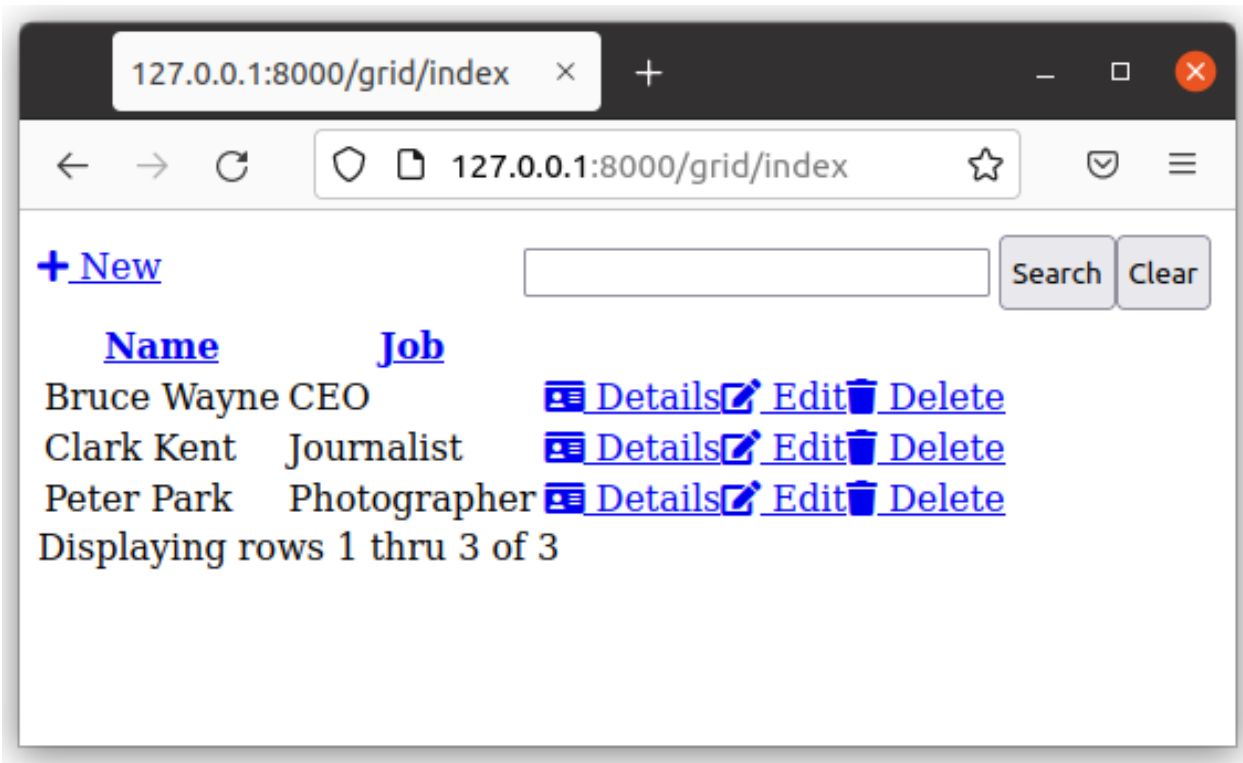 127.0.0.1:8000/grid/index
127.0.0.1:8000/grid/index
New Search Clear
Name Job
Bruce Wayne CEO Details Edit Delete
Clark Kent Journalist Details Edit Delete
Peter Park Photographer Details Edit Delete
Displaying rows 1 thru 3 of 3